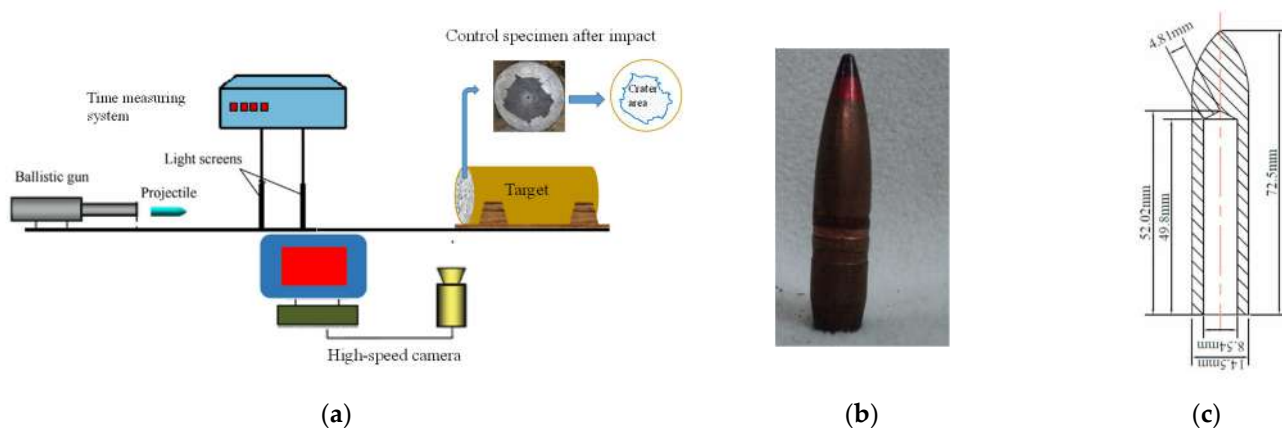 Control specimen after impact
Time measuring
system
Crater
area
Light screens
Ballistic gun
Projectile
Target
High-speed camera
4.81mm
52.02mm
49.8mm
72.5mm
8.54mm
14.5mm
(a)
(b)
(c)